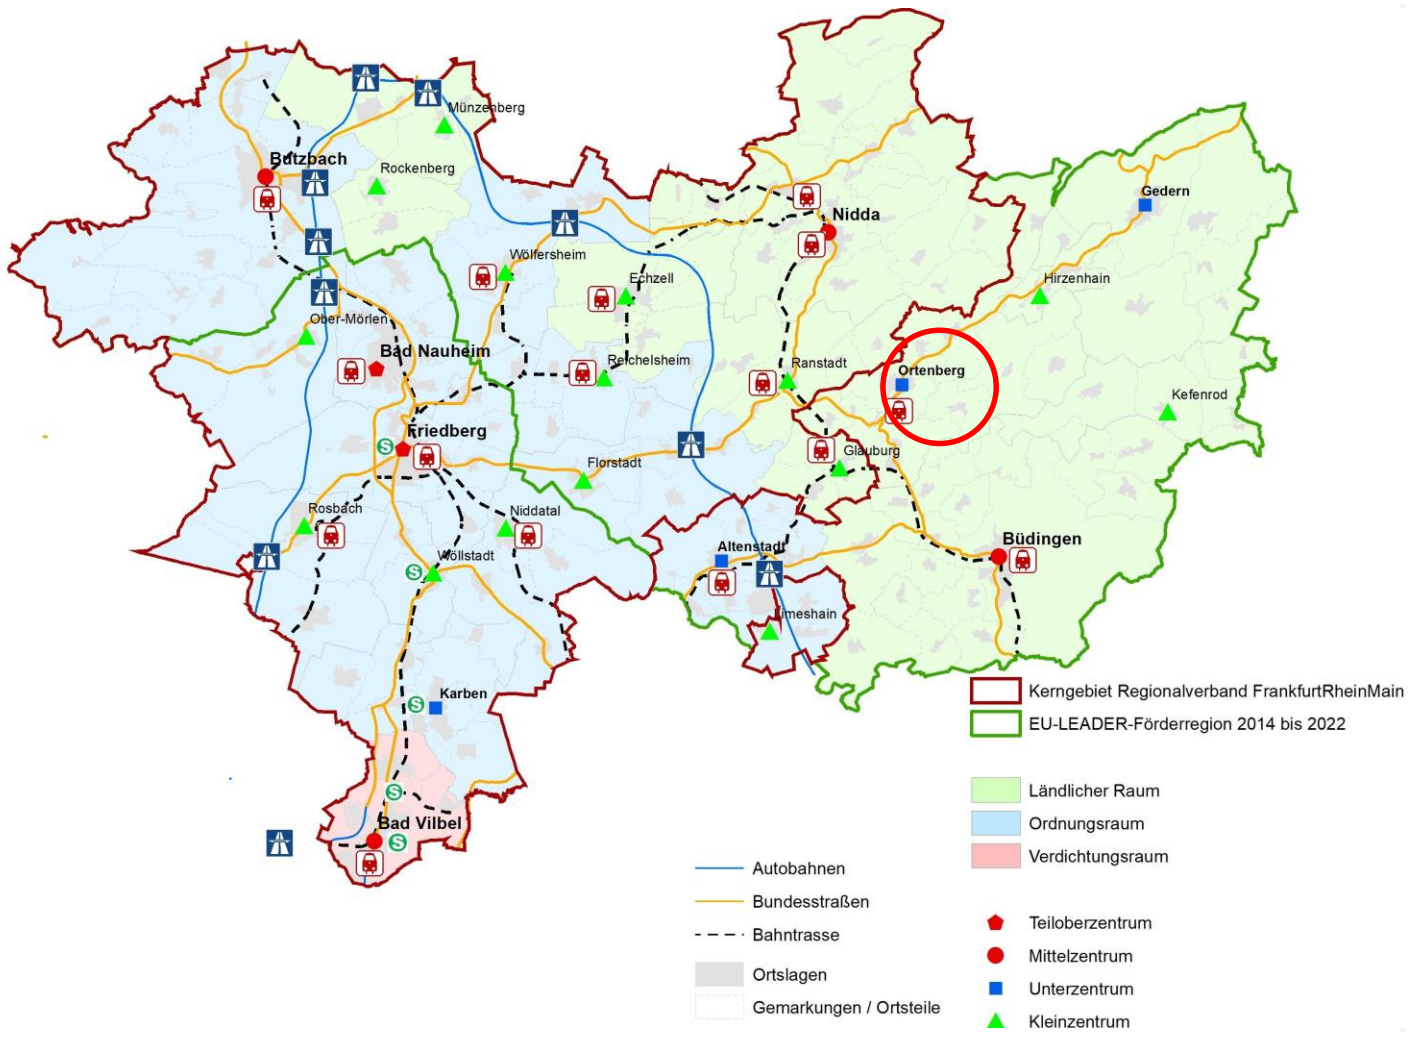 Münzenberg
Butzbach
Rockenberg
Gedern
Nidda
Wölfersheim
Echzell
Hirzenhain
Ober-Mörlen
Bad Nauheim
Reichelsheim
Ranstadt
Ortenberg
Kefenrod
Friedberg
S
Glauburg
Florstadt
Rosbach
Niddatal
Altenstadt
Büdingen
Wöllstadt
S
Limeshain
Karben
S
S
Bad Vilbel
S
Kerngebiet Regionalverband FrankfurtRheinMain
EU-LEADER-Förderregion 2014 bis 2022
Ländlicher Raum
Ordnungsraum
Verdichtungsraum
Autobahnen
Bundesstraßen
Bahntrasse
Ortslagen
Gemarkungen / Ortsteile
Teiloberzentrum
Mittelzentrum
Unterzentrum
Kleinzentrum